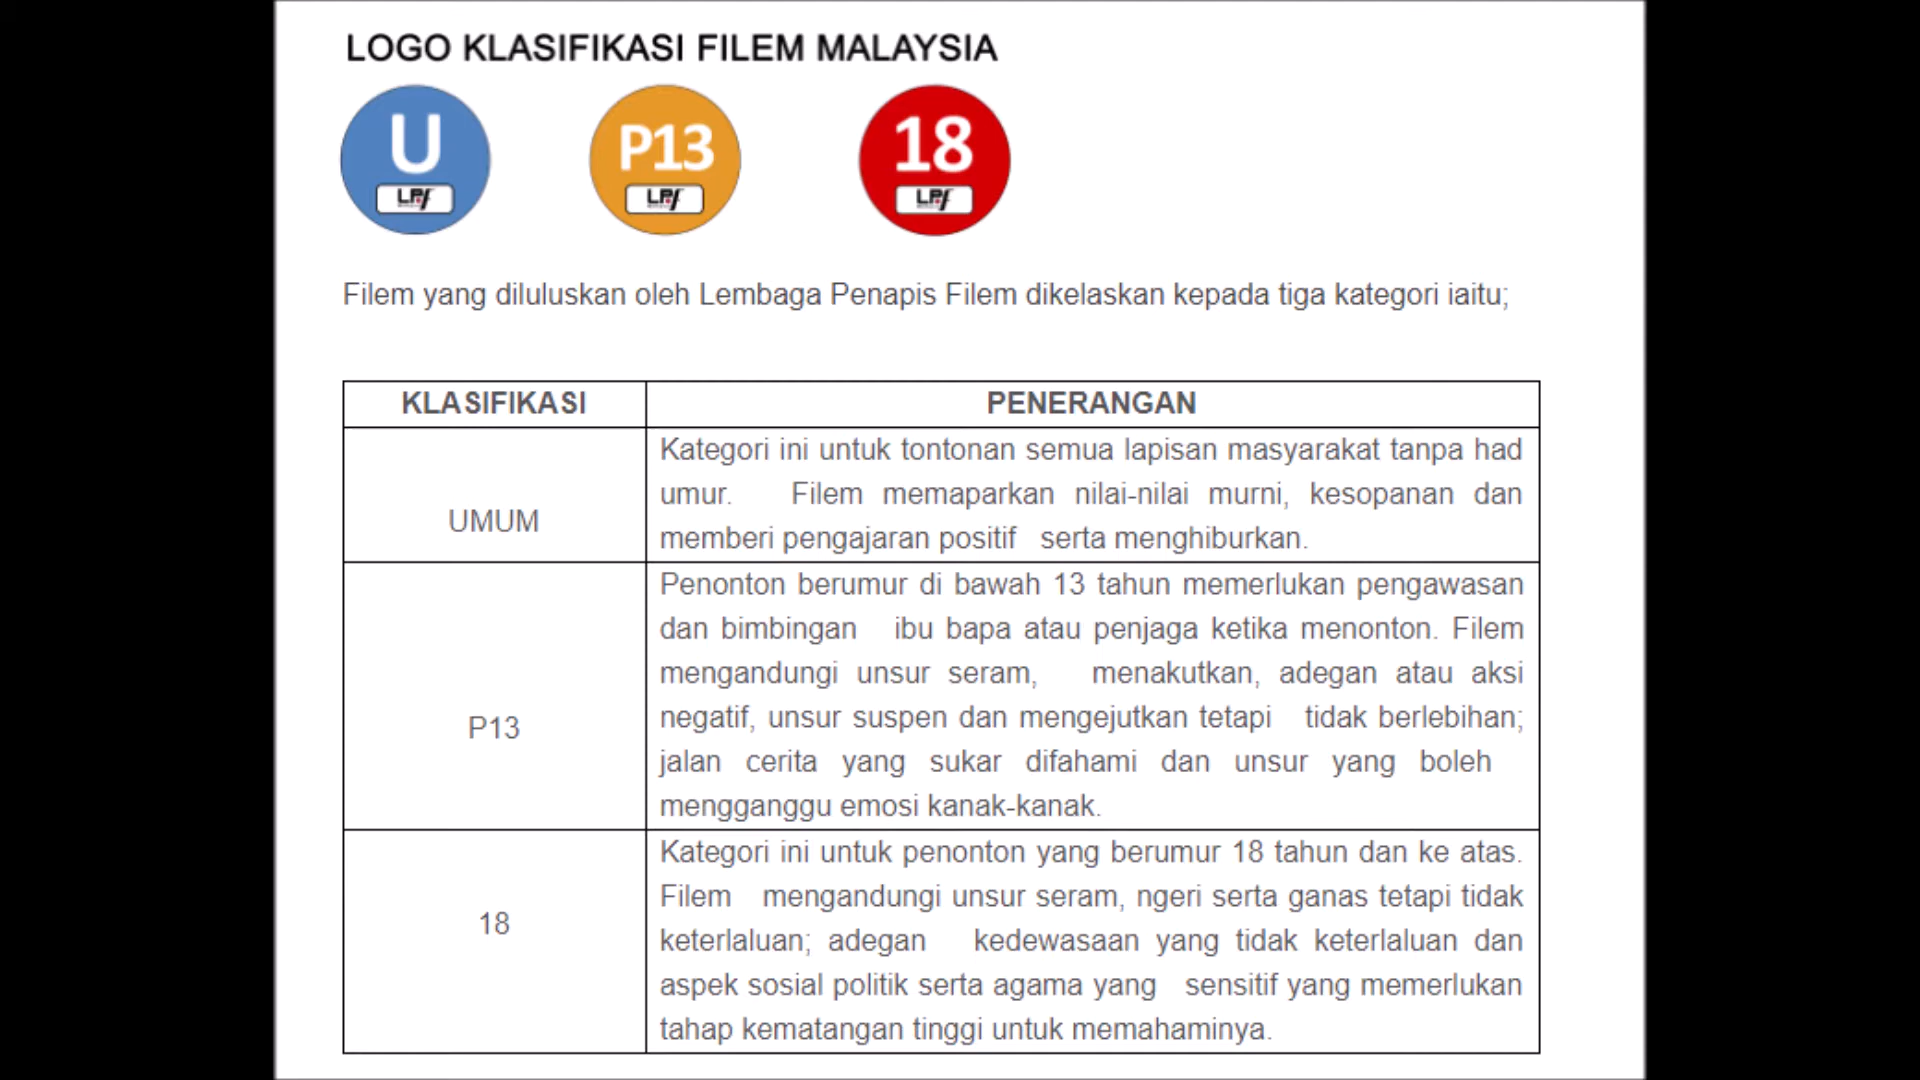 LOGO KLASIFIKASI FILEM MALAYSIA
U
LPf
P13
LPf
18
LPf
Filem yang diluluskan oleh Lembaga Penapis Filem dikelaskan kepada tiga kategori iaitu;
KLASIFIKASI
PENERANGAN
UMUM
Kategori ini untuk tontonan semua lapisan masyarakat tanpa had
umur. Filem memaparkan nilai-nilai murni, kesopanan dan
memberi pengajaran positif serta menghiburkan.
P13
Penonton berumur di bawah 13 tahun memerlukan pengawasan
dan bimbingan ibu bapa atau penjaga ketika menonton. Filem
mengandungi unsur seram, menakutkan, adegan atau aksi
negatif, unsur suspen dan mengejutkan tetapi tidak berlebihan;
jalan cerita yang sukar difahami dan unsur yang boleh
mengganggu emosi kanak-kanak.
18
Kategori ini untuk penonton yang berumur 18 tahun dan ke atas.
Filem mengandungi unsur seram, ngeri serta ganas tetapi tidak
keterlaluan; adegan kedewasaan yang tidak keterlaluan dan
aspek sosial politik serta agama yang sensitif yang memerlukan
tahap kematangan tinggi untuk memahaminya.